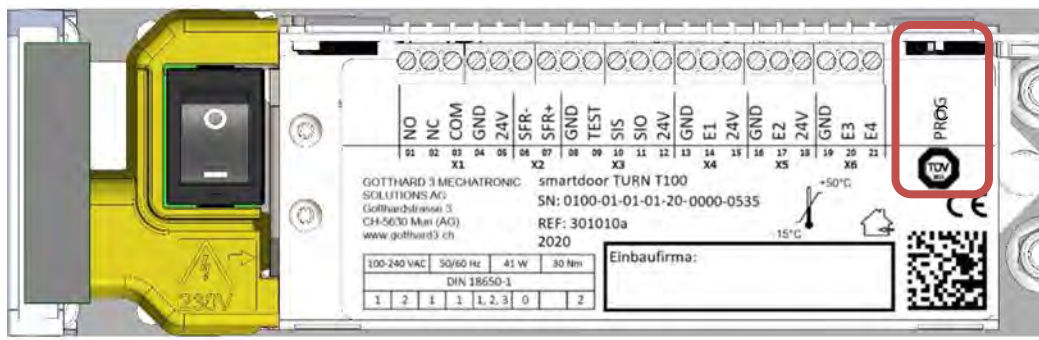 NO NC COM GND 24V SFR- SFR+ GND TEST SIS SIO 24V GND E1 24V GND E2 24V GND E3 E4 PROG
01 02 03 04 05 06 07 08 09 10 11 12 13 14 15 16 17 18 19 20 21
X1 X2 X3 X4 X5 X6
TÜV
GOTTHARD 3 MECHATRONIC
SOLUTIONS AG
Gotthardstrasse 3
CH-5630 Muri (AG)
www.gotthard3.ch
smartdoor TURN T100
SN: 0100-01-01-01-20-0000-0535
REF: 301010a
2020
+50°C
-15°C
CE
100-240 VAC 50/60 Hz 41 W 30 Nm
DIN 18650-1
1 2 1 1 1, 2, 3 0 2
Einbaufirma:
230V